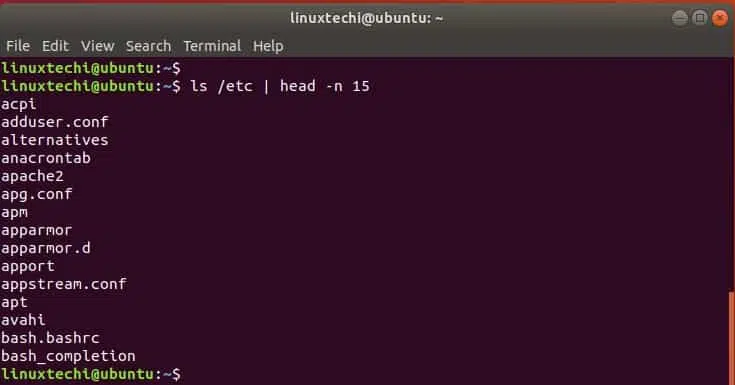 linuxtechi@ubuntu: ~
File Edit View Search Terminal Help
linuxtechi@ubuntu:~$
linuxtechi@ubuntu:~$ ls /etc | head -n 15
acpi
adduser.conf
alternatives
anacrontab
apache2
apg.conf
apm
apparmor
apparmor.d
apport
appstream.conf
apt
avahi
bash.bashrc
bash_completion
linuxtechi@ubuntu:~$